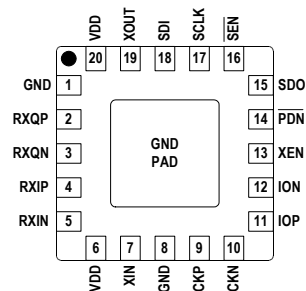 VDD
XOUT
SDI
SCLK
SEN
20 19 18 17 16
GND 1
RXQP 2
RXQN 3
RXIP 4
RXIN 5
GND
PAD
15 SDO
14 PDN
13 XEN
12 ION
11 IOP
6 7 8 9 10
VDD
XIN
GND
CKP
CKN